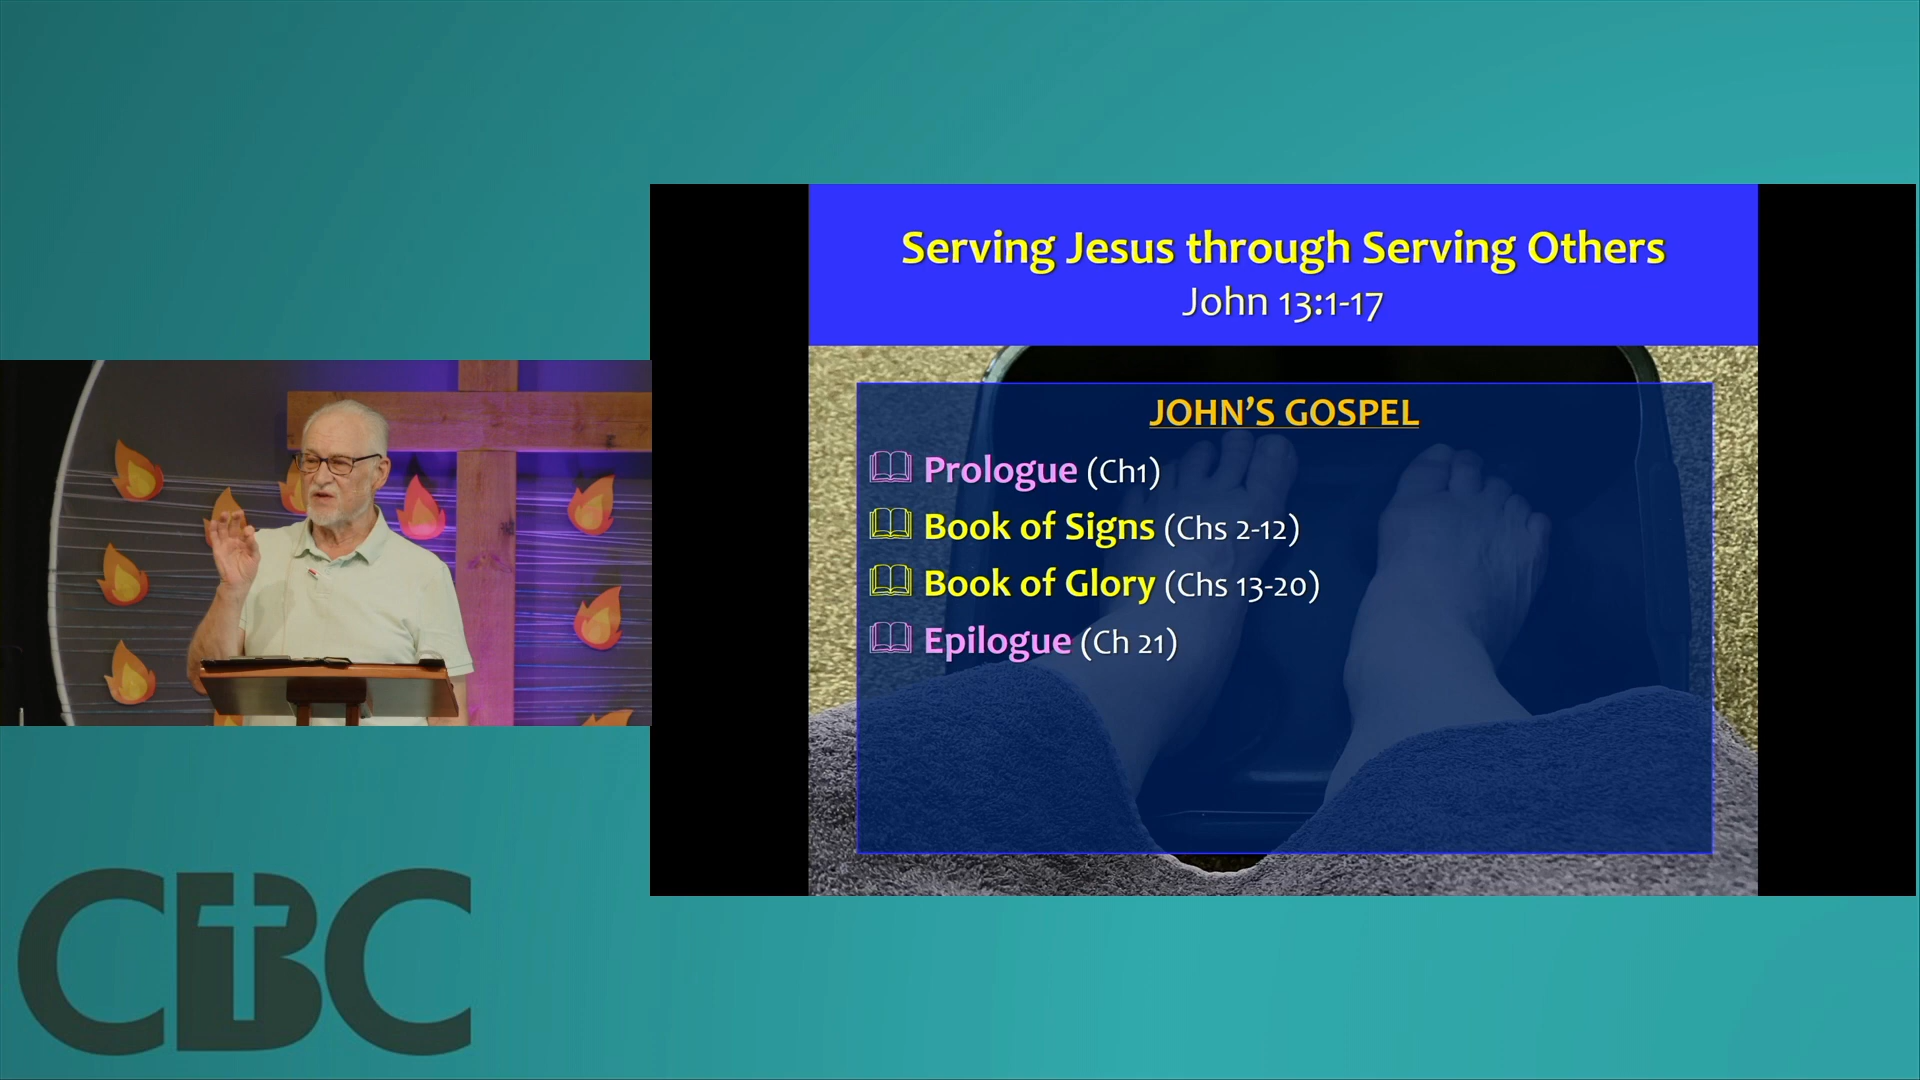 Serving Jesus through Serving Others
John 13:1-17
JOHN'S GOSPEL
Prologue (Ch1)
Book of Signs (Chs 2-12)
Book of Glory (Chs 13-20)
Epilogue (Ch 21)
CBC